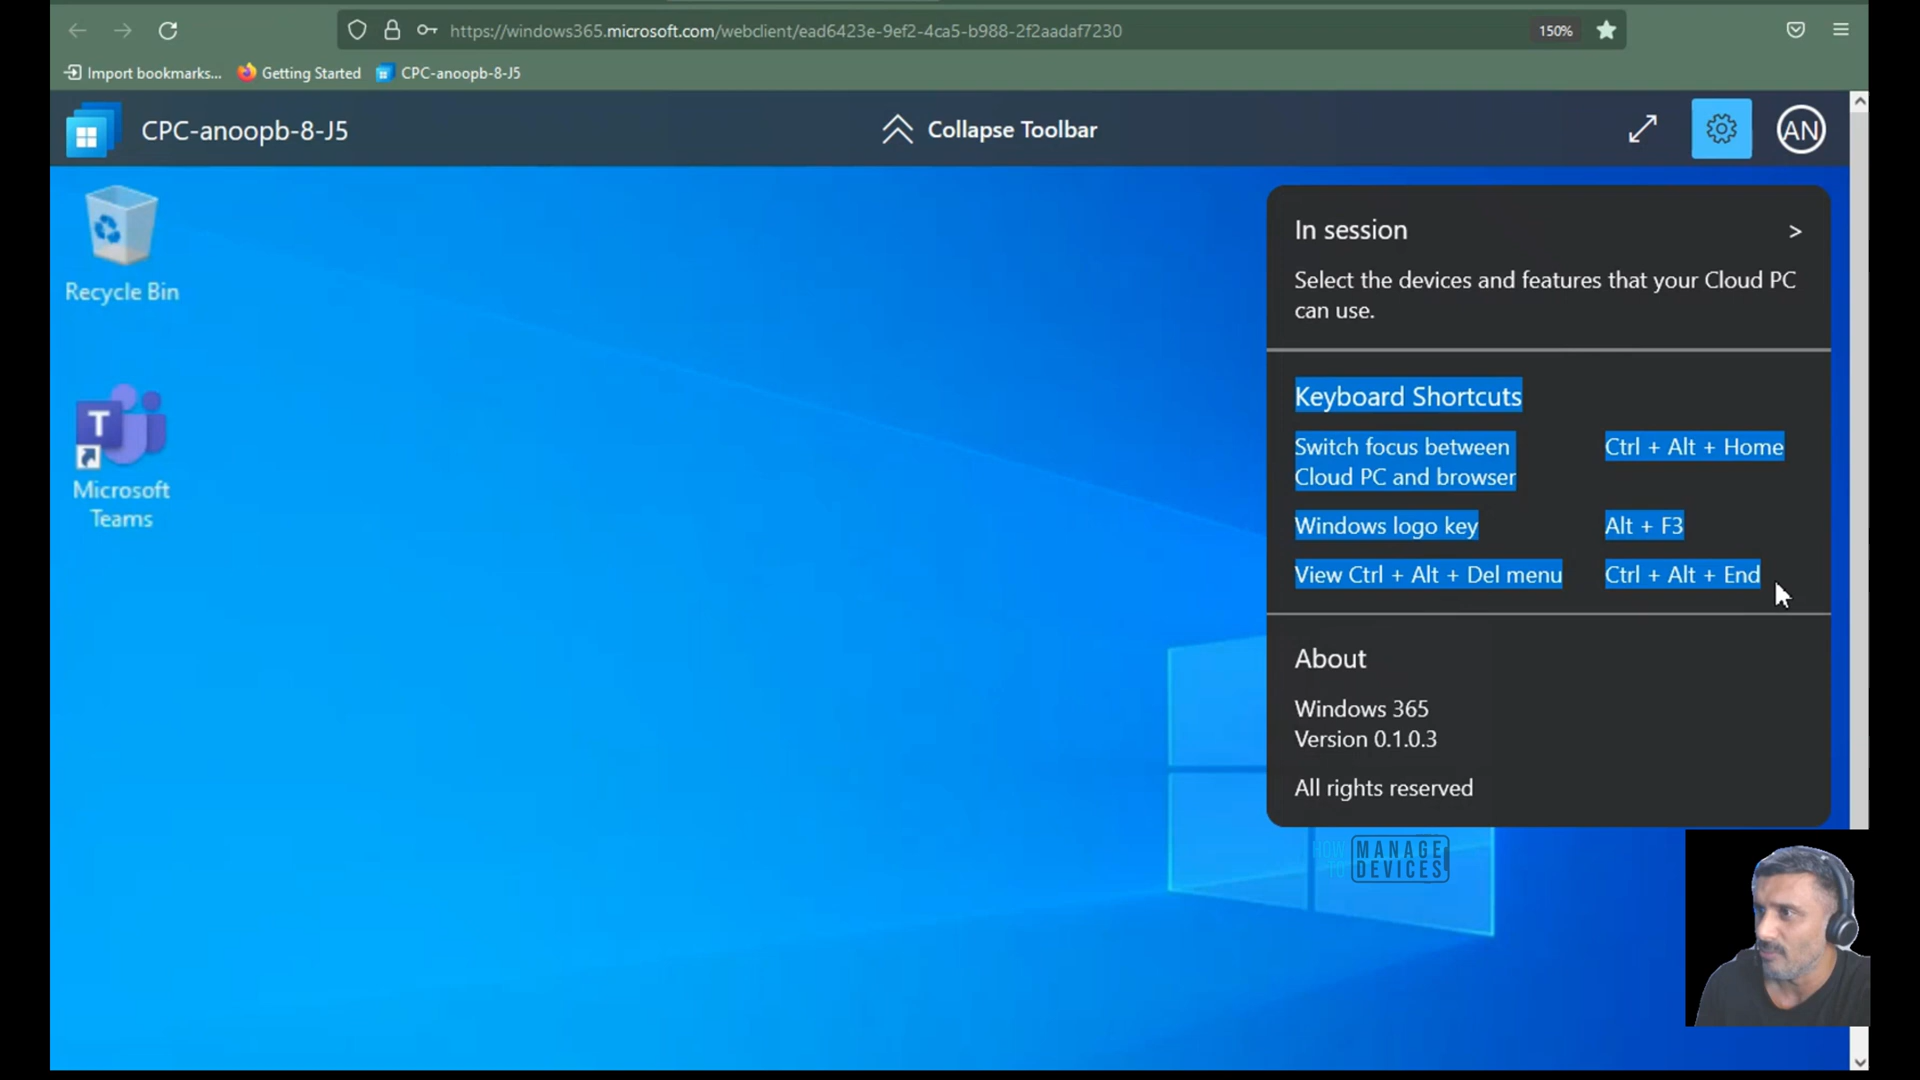 https://windows365.microsoft.com/webclient/ead6423e-9ef2-4ca5-b988-2f2aadaf7230
150%
Import bookmarks...
Getting Started
CPC-anoopb-8-J5
CPC-anoopb-8-J5
Collapse Toolbar
AN
Recycle Bin
T
Microsoft
Teams
In session
>
Select the devices and features that your Cloud PC
can use.
Keyboard Shortcuts
Switch focus between
Cloud PC and browser
Ctrl + Alt + Home
Windows logo key
Alt + F3
View Ctrl + Alt + Del menu
Ctrl + Alt + End
About
Windows 365
Version 0.1.0.3
All rights reserved
HOW
TO
MANAGE
DEVICES